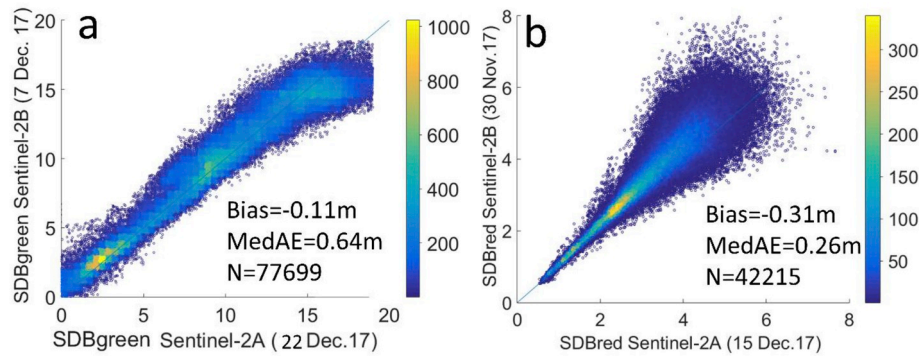 a
SDBgreen Sentinel-2B (7 Dec. 17)
20
15
10
5
0
0
5
10
15
20
SDBgreen Sentinel-2A (22 Dec.17)
Bias=-0.11m
MedAE=0.64m
N=77699
1000
800
600
400
200
b
SDBred Sentinel-2B (30 Nov.17)
8
6
4
2
0
0
2
4
6
8
SDBred Sentinel-2A (15 Dec.17)
Bias=-0.31m
MedAE=0.26m
N=42215
300
250
200
150
100
50